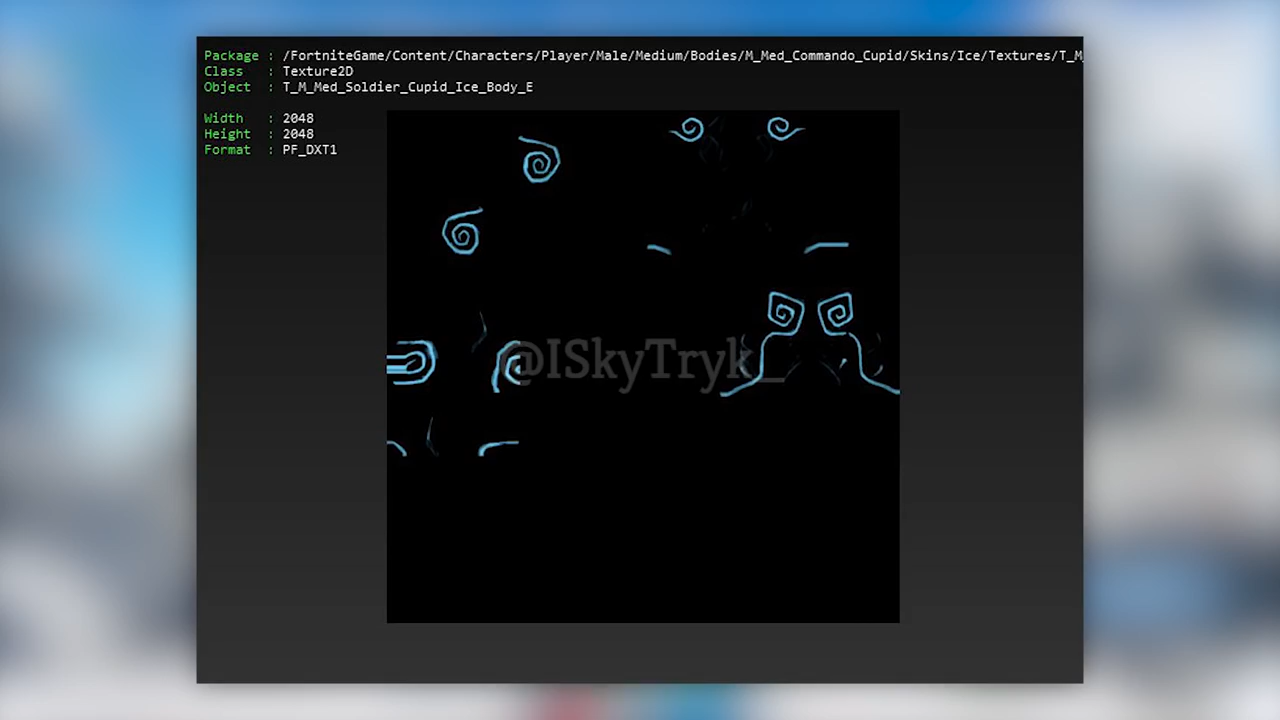 Package : /FortniteGame/Content/Characters/Player/Male/Medium/Bodies/M_Med_Commando_Cupid/Skins/Ice/Textures/T_M_
Class : Texture2D
Object : T_M_Med_Soldier_Cupid_Ice_Body_E
Width : 2048
Height : 2048
Format : PF_DXT1
@ISkyTryk_